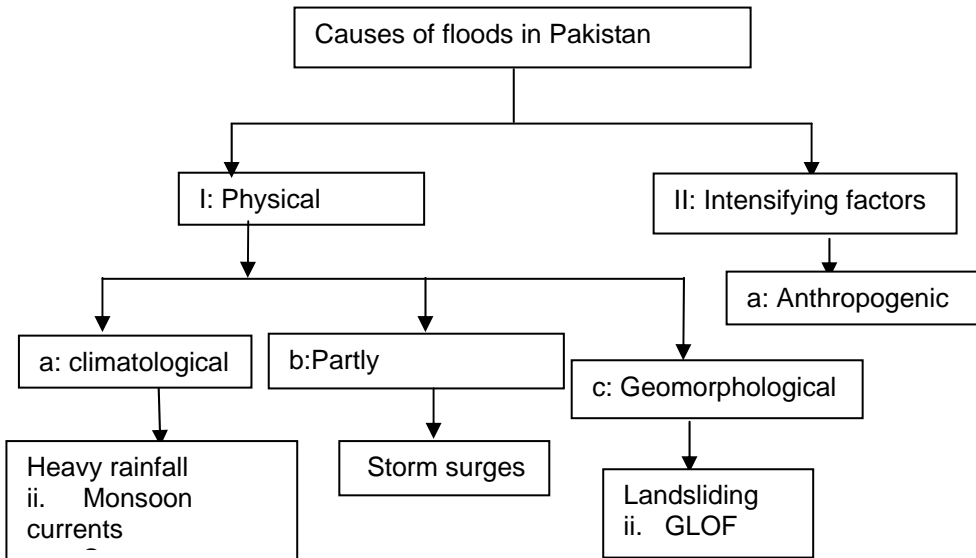 Causes of floods in Pakistan
I: Physical
II: Intensifying factors
a: Anthropogenic
a: climatological
b:Partly
c: Geomorphological
Heavy rainfall
ii. Monsoon
currents
Storm surges
Landsliding
ii. GLOF